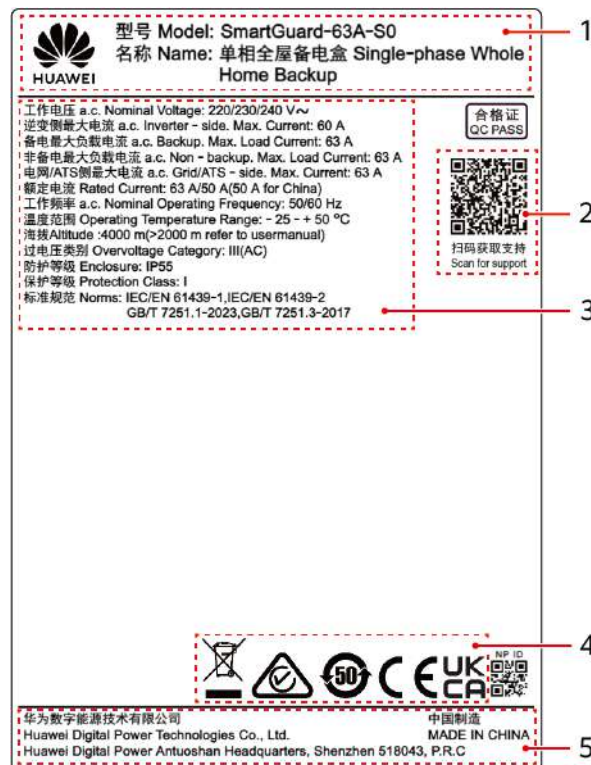 HUAWEI
型号 Model: SmartGuard-63A-S0
名称 Name: 单相全屋备电盒 Single-phase Whole
Home Backup
1
工作电压 a.c. Nominal Voltage: 220/230/240 V～
逆变侧最大电流 a.c. Inverter - side. Max. Current: 60 A
备电最大负载电流 a.c. Backup. Max. Load Current: 63 A
非备电最大负载电流 a.c. Non - backup. Max. Load Current: 63 A
电网/ATS侧最大电流 a.c. Grid/ATS - side. Max. Current: 63 A
额定电流 Rated Current: 63 A/50 A(50 A for China)
工作频率 a.c. Nominal Operating Frequency: 50/60 Hz
温度范围 Operating Temperature Range: - 25 - + 50 ℃
海拔Altitude :4000 m(>2000 m refer to usermanual)
过电压类别 Overvoltage Category: III(AC)
防护等级 Enclosure: IP55
保护等级 Protection Class: I
标准规范 Norms: IEC/EN 61439-1,IEC/EN 61439-2
GB/T 7251.1-2023,GB/T 7251.3-2017
合格证
QC PASS
2
扫码获取支持
Scan for support
3
4
50
CE
UK
CA
NP ID
华为数字能源技术有限公司
中国制造
Huawei Digital Power Technologies Co., Ltd.
MADE IN CHINA
Huawei Digital Power Antuoshan Headquarters, Shenzhen 518043, P.R.C
5